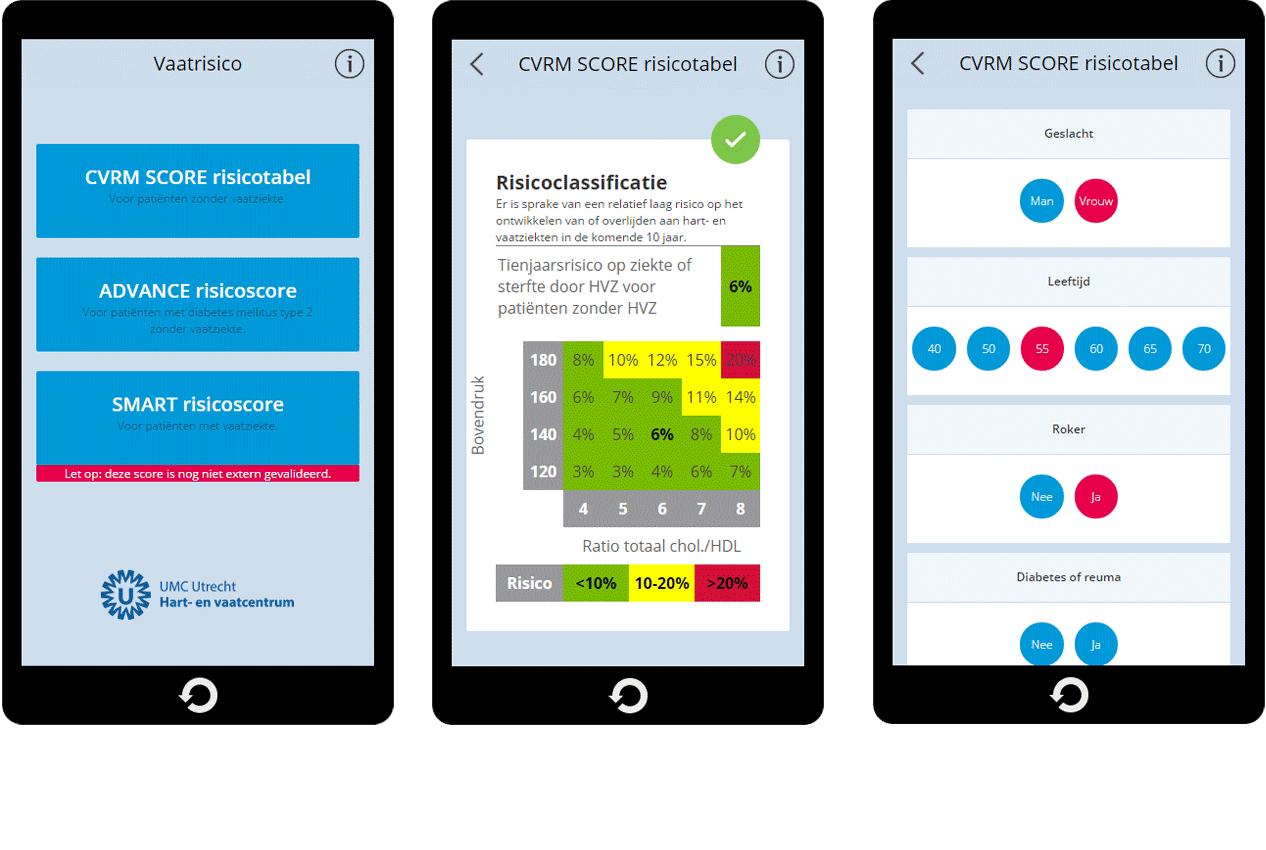 Vaatrisico
i
CVRM SCORE risicotabel
Voor patiënten zonder vaatziekte.
ADVANCE risicoscore
Voor patiënten met diabetes mellitus type 2
zonder vaatziekte.
SMART risicoscore
Voor patiënten met vaatziekte.
Let op: deze score is nog niet extern gevalideerd.
U
UMC Utrecht
Hart- en vaatcentrum
CVRM SCORE risicotabel
i
Risicoclassificatie
Er is sprake van een relatief laag risico op het
ontwikkelen van of overlijden aan hart- en
vaatziekten in de komende 10 jaar.
Tienjaarsrisico op ziekte of
sterfte door HVZ voor
patiënten zonder HVZ
6%
Bovendruk
180 8% 10% 12% 15% 20%
160 6% 7% 9% 11% 14%
140 4% 5% 6% 8% 10%
120 3% 3% 4% 6% 7%
4 5 6 7 8
Ratio totaal chol./HDL
Risico <10% 10-20% >20%
CVRM SCORE risicotabel
i
Geslacht
Man Vrouw
Leeftijd
40 50 55 60 65 70
Roker
Nee Ja
Diabetes of reuma
Nee Ja